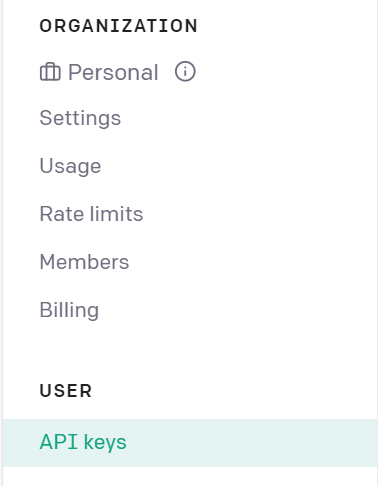 ORGANIZATION
Personal
Settings
Usage
Rate limits
Members
Billing
USER
API keys